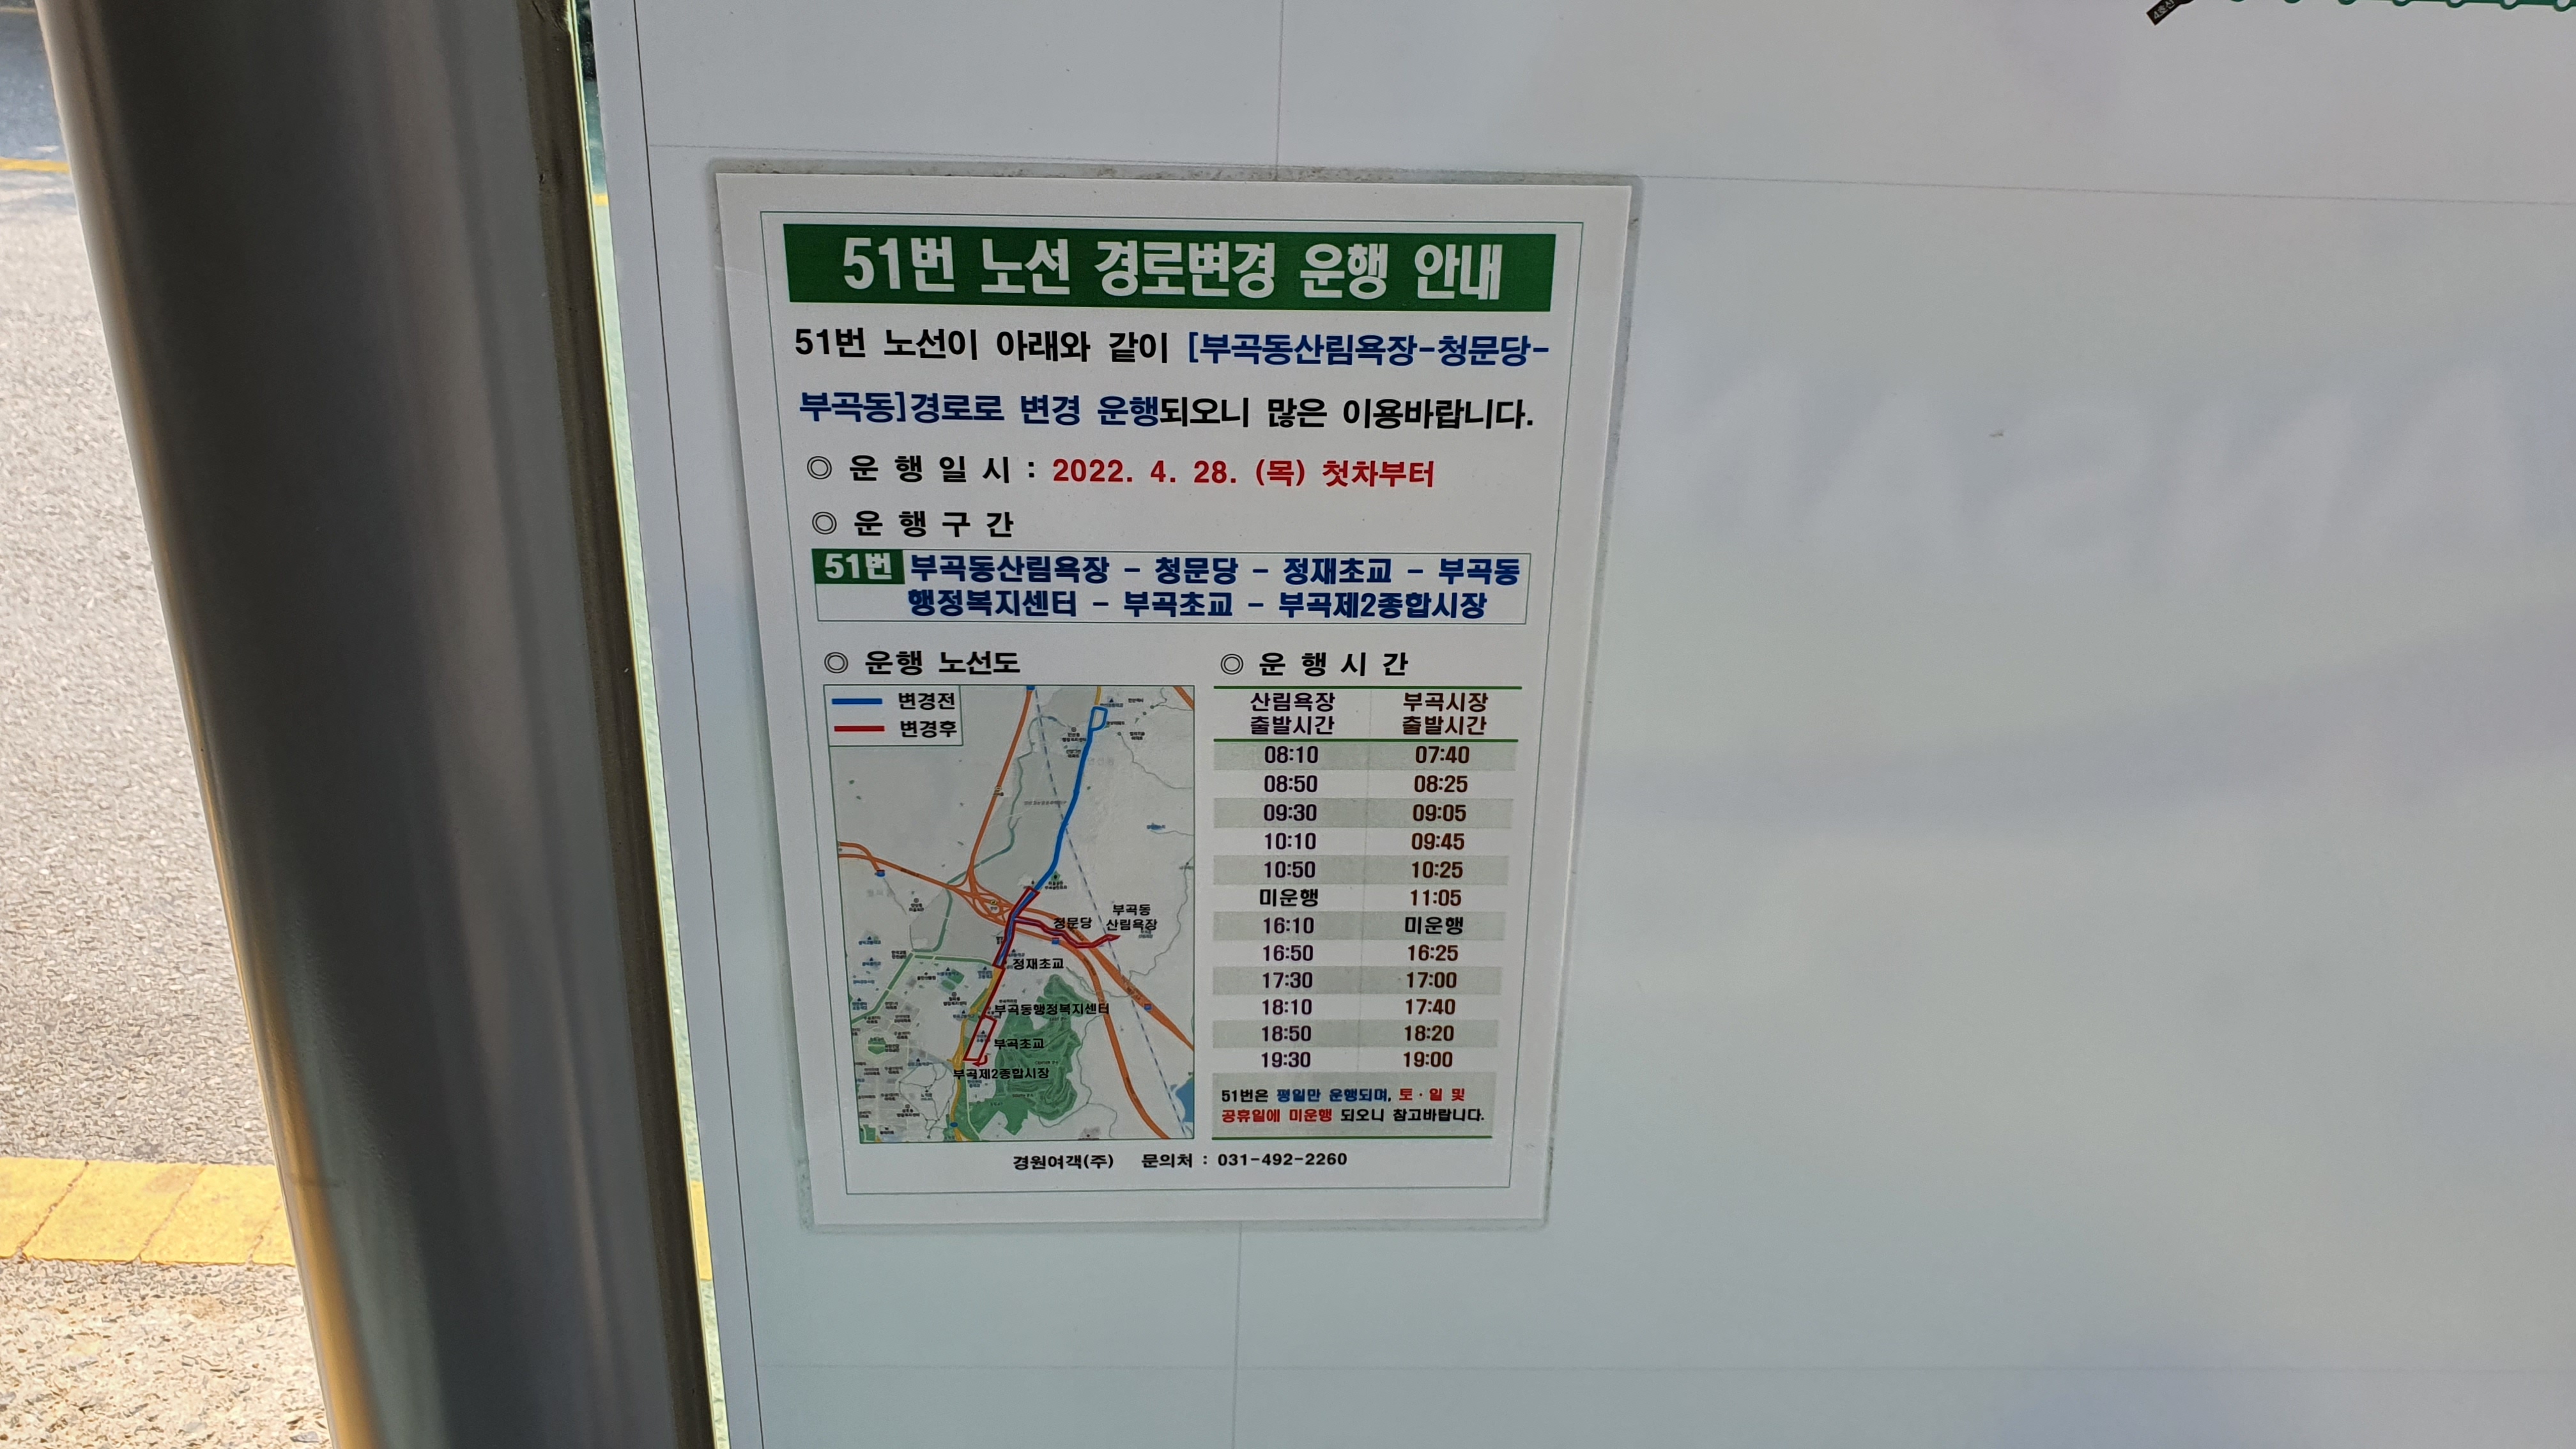 4호선
51번 노선 경로변경 운행 안내
51번 노선이 아래와 같이 [부곡동산림욕장-청문당-
부곡동]경로로 변경 운행되오니 많은 이용바랍니다.
◎ 운 행 일 시 : 2022. 4. 28. (목) 첫차부터
◎ 운 행 구 간
51번 부곡동산림욕장 - 청문당 - 정재초교 - 부곡동
행정복지센터 - 부곡초교 - 부곡제2종합시장
◎ 운행 노선도
변경전
변경후
청문당
부곡동
산림욕장
정재초교
부곡동행정복지센터
부곡초교
부곡제2종합시장
◎ 운 행 시 간
산림욕장 부곡시장
출발시간 출발시간
08:10 07:40
08:50 08:25
09:30 09:05
10:10 09:45
10:50 10:25
미운행 11:05
16:10 미운행
16:50 16:25
17:30 17:00
18:10 17:40
18:50 18:20
19:30 19:00
51번은 평일만 운행되며, 토·일 및
공휴일에 미운행 되오니 참고바랍니다.
경원여객(주) 문의처 : 031-492-2260